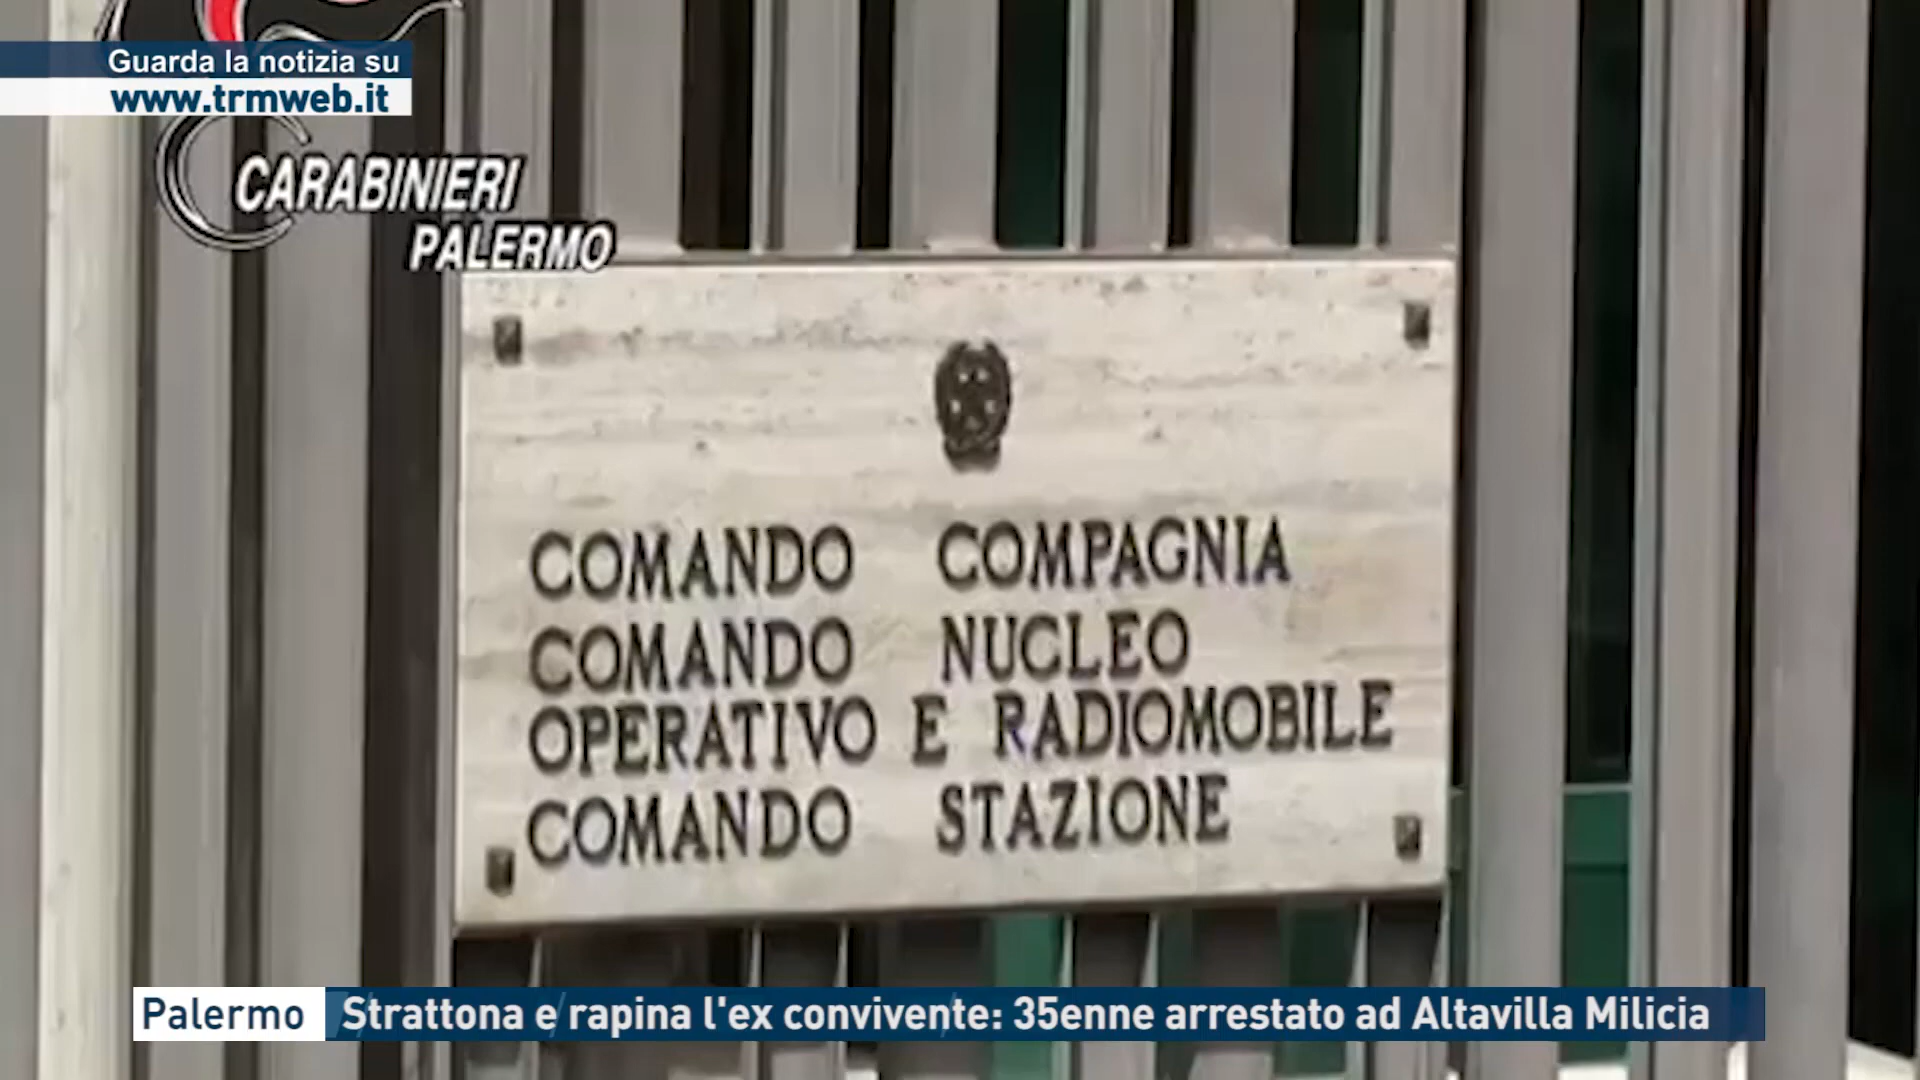 Guarda la notizia su
www.trmweb.it
CARABINIERI
PALERMO
COMANDO COMPAGNIA
COMANDO NUCLEO
OPERATIVO E RADIOMOBILE
COMANDO STAZIONE
Palermo Strattona e rapina l'ex convivente: 35enne arrestato ad Altavilla Milicia